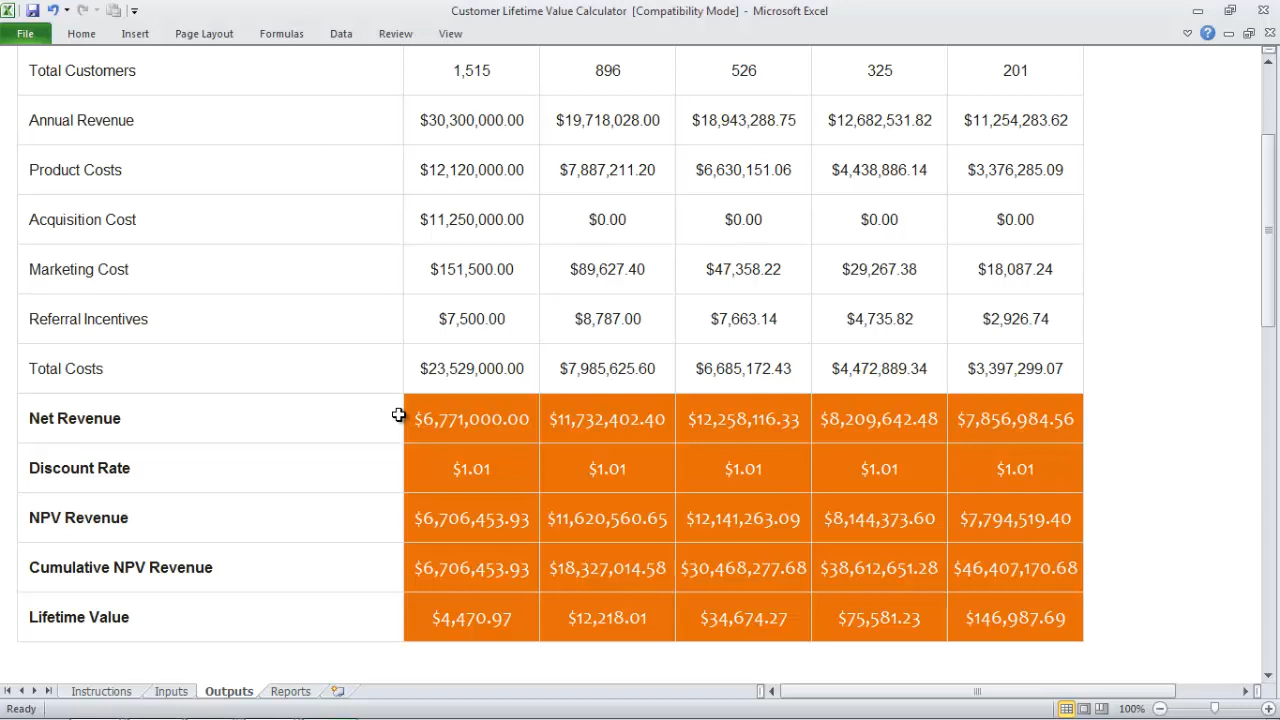 Customer Lifetime Value Calculator [Compatibility Mode] - Microsoft Excel
File Home Insert Page Layout Formulas Data Review View
Total Customers 1,515 896 526 325 201
Annual Revenue $30,300,000.00 $19,718,028.00 $18,943,288.75 $12,682,531.82 $11,254,283.62
Product Costs $12,120,000.00 $7,887,211.20 $6,630,151.06 $4,438,886.14 $3,376,285.09
Acquisition Cost $11,250,000.00 $0.00 $0.00 $0.00 $0.00
Marketing Cost $151,500.00 $89,627.40 $47,358.22 $29,267.38 $18,087.24
Referral Incentives $7,500.00 $8,787.00 $7,663.14 $4,735.82 $2,926.74
Total Costs $23,529,000.00 $7,985,625.60 $6,685,172.43 $4,472,889.34 $3,397,299.07
Net Revenue $6,771,000.00 $11,732,402.40 $12,258,116.33 $8,209,642.48 $7,856,984.56
Discount Rate $1.01 $1.01 $1.01 $1.01 $1.01
NPV Revenue $6,706,453.93 $11,620,560.65 $12,141,263.09 $8,144,373.60 $7,794,519.40
Cumulative NPV Revenue $6,706,453.93 $18,327,014.58 $30,468,277.68 $38,612,651.28 $46,407,170.68
Lifetime Value $4,470.97 $12,218.01 $34,674.27 $75,581.23 $146,987.69
Instructions Inputs Outputs Reports
Ready 100%